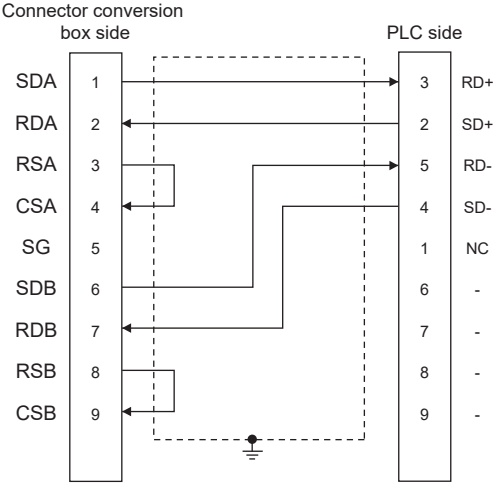 Connector conversion
box side PLC side
SDA 1 3 RD+
RDA 2 2 SD+
RSA 3 5 RD-
CSA 4 4 SD-
SG 5 1 NC
SDB 6 6 -
RDB 7 7 -
RSB 8 8 -
CSB 9 9 -